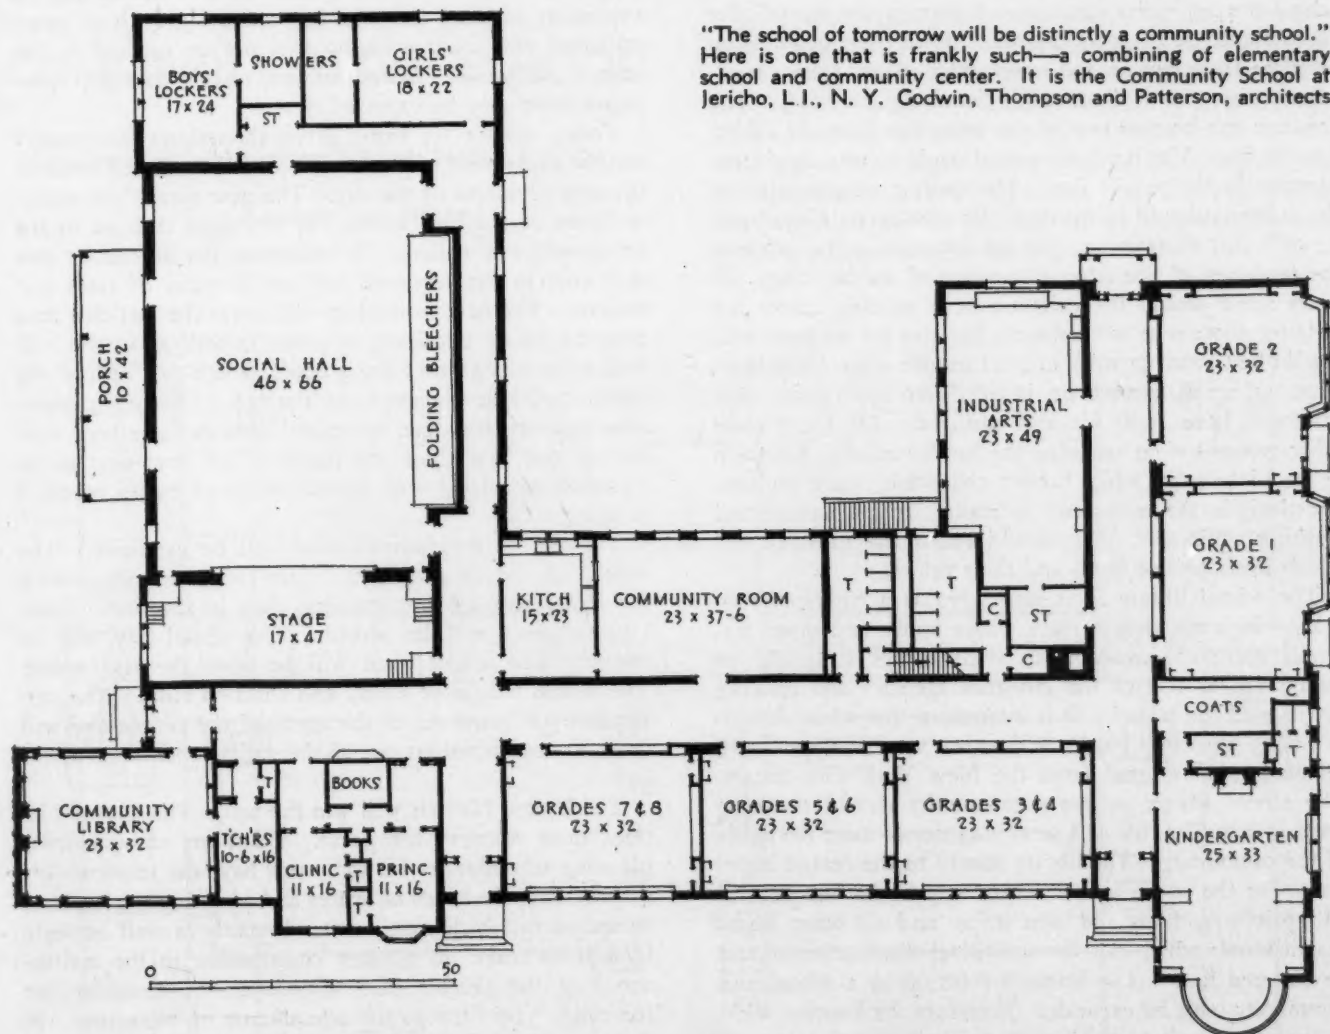 "The school of tomorrow will be distinctly a community school."
Here is one that is frankly such—a combining of elementary
school and community center. It is the Community School at
Jericho, L.I., N. Y. Godwin, Thompson and Patterson, architects
BOYS'
LOCKERS
17 x 24
SHOWERS
ST
GIRLS'
LOCKERS
18 x 22
PORCH
10 x 42
SOCIAL HALL
46 x 66
FOLDING BLEECHERS
STAGE
17 x 47
KITCH
15x23
COMMUNITY ROOM
23 x 37-6
T
T
INDUSTRIAL
ARTS
23 x 49
C
ST
C
GRADE 2
23 x 32
GRADE 1
23 x 32
COATS
C
ST
T
KINDERGARTEN
25 x 33
COMMUNITY
LIBRARY
23 x 32
T
TCH'RS
10-6 x 16
BOOKS
CLINIC
11 x 16
T
T
PRINC.
11 x 16
GRADES 7&8
23 x 32
GRADES 5&6
23 x 32
GRADES 3&4
23 x 32
0
50